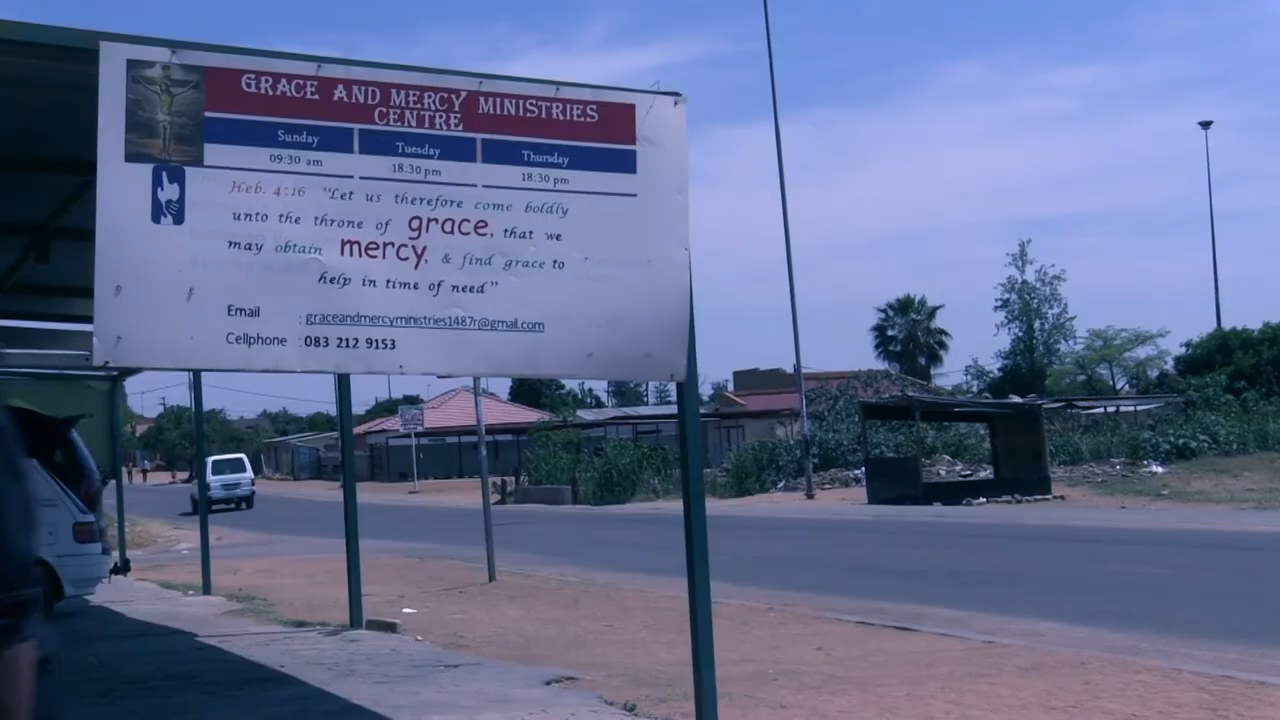 GRACE AND MERCY MINISTRIES
CENTRE
Sunday Tuesday Thursday
09:30 am 18:30 pm 18:30 pm
Heb. 4:16 "Let us therefore come boldly
unto the throne of grace, that we
may obtain mercy, & find grace to
help in time of need"
Email : graceandmercyministries1487r@gmail.com
Cellphone : 083 212 9153